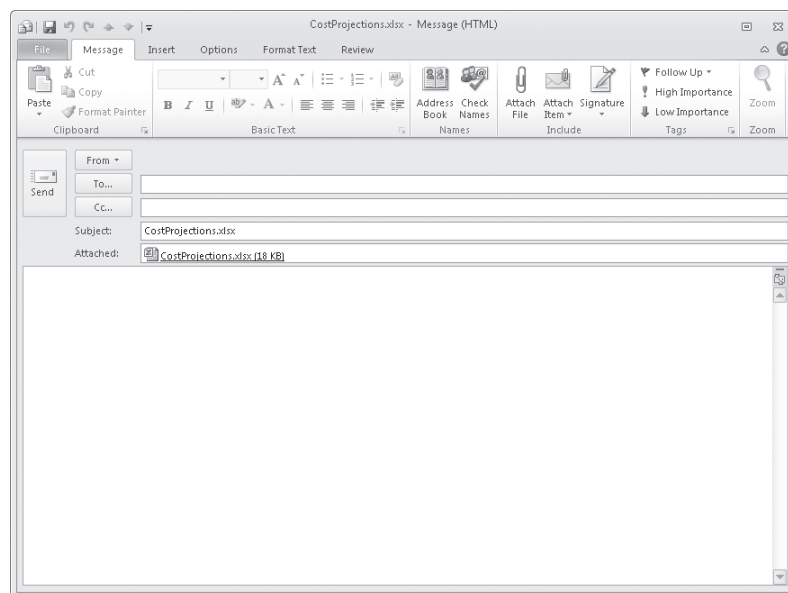 CostProjections.xlsx - Message (HTML)
File Message Insert Options Format Text Review
Cut
Copy
Format Painter
Paste
Clipboard
B I U ab A
A A
Basic Text
Address Book
Check Names
Names
Attach File
Attach Item
Signature
Include
Follow Up
High Importance
Low Importance
Tags
Zoom
Zoom
Send
From
To...
Cc...
Subject: CostProjections.xlsx
Attached: CostProjections.xlsx (18 KB)